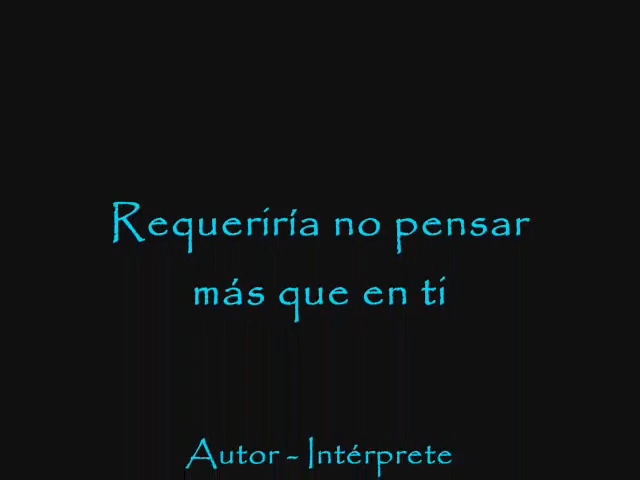 Requeriría no pensar
más que en ti
Autor - Intérprete